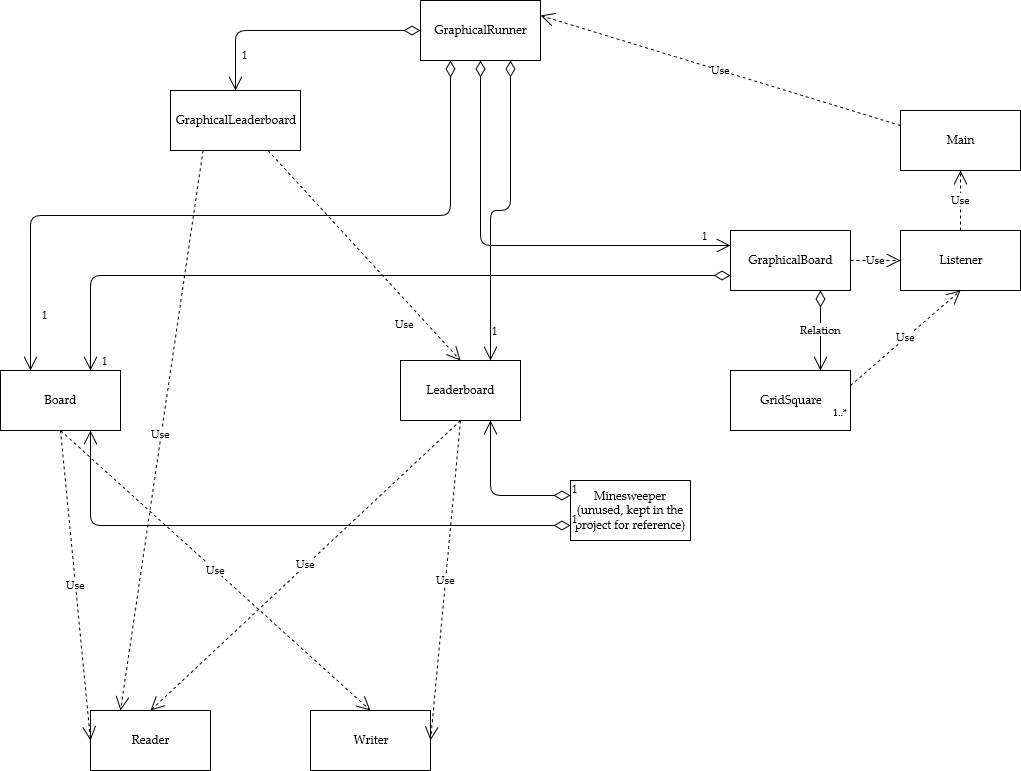 GraphicalRunner
1
Use
GraphicalLeaderboard
Main
Use
1
GraphicalBoard
Use
Listener
1
Use
1
Relation
Use
1
Board
Leaderboard
GridSquare
1..*
Use
1
Minesweeper
(unused, kept in the
1
project for reference)
Use
Use
Use
Use
Reader
Writer